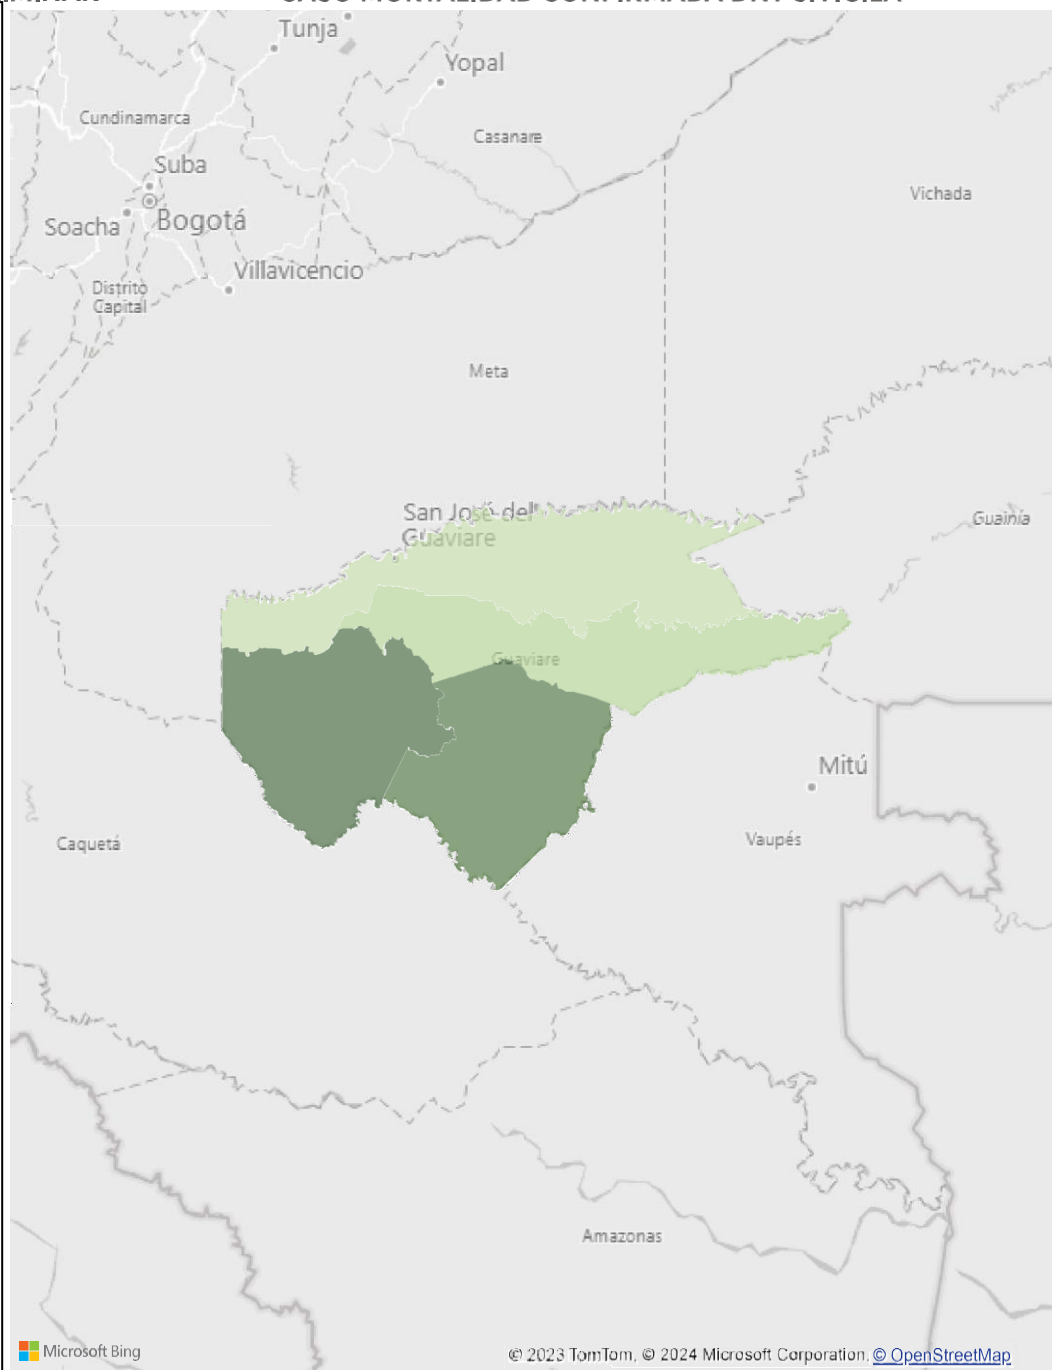 Tunja
Yopal
Cundinamarca
Casanare
Suba
Vichada
Soacha
Bogotá
Villavicencio
Distrito
Capital
Meta
San José del
Guaviare
Guainía
Guaviare
Mitú
Caquetá
Vaupés
Amazonas
Microsoft Bing
© 2023 TomTom, © 2024 Microsoft Corporation, © OpenStreetMap